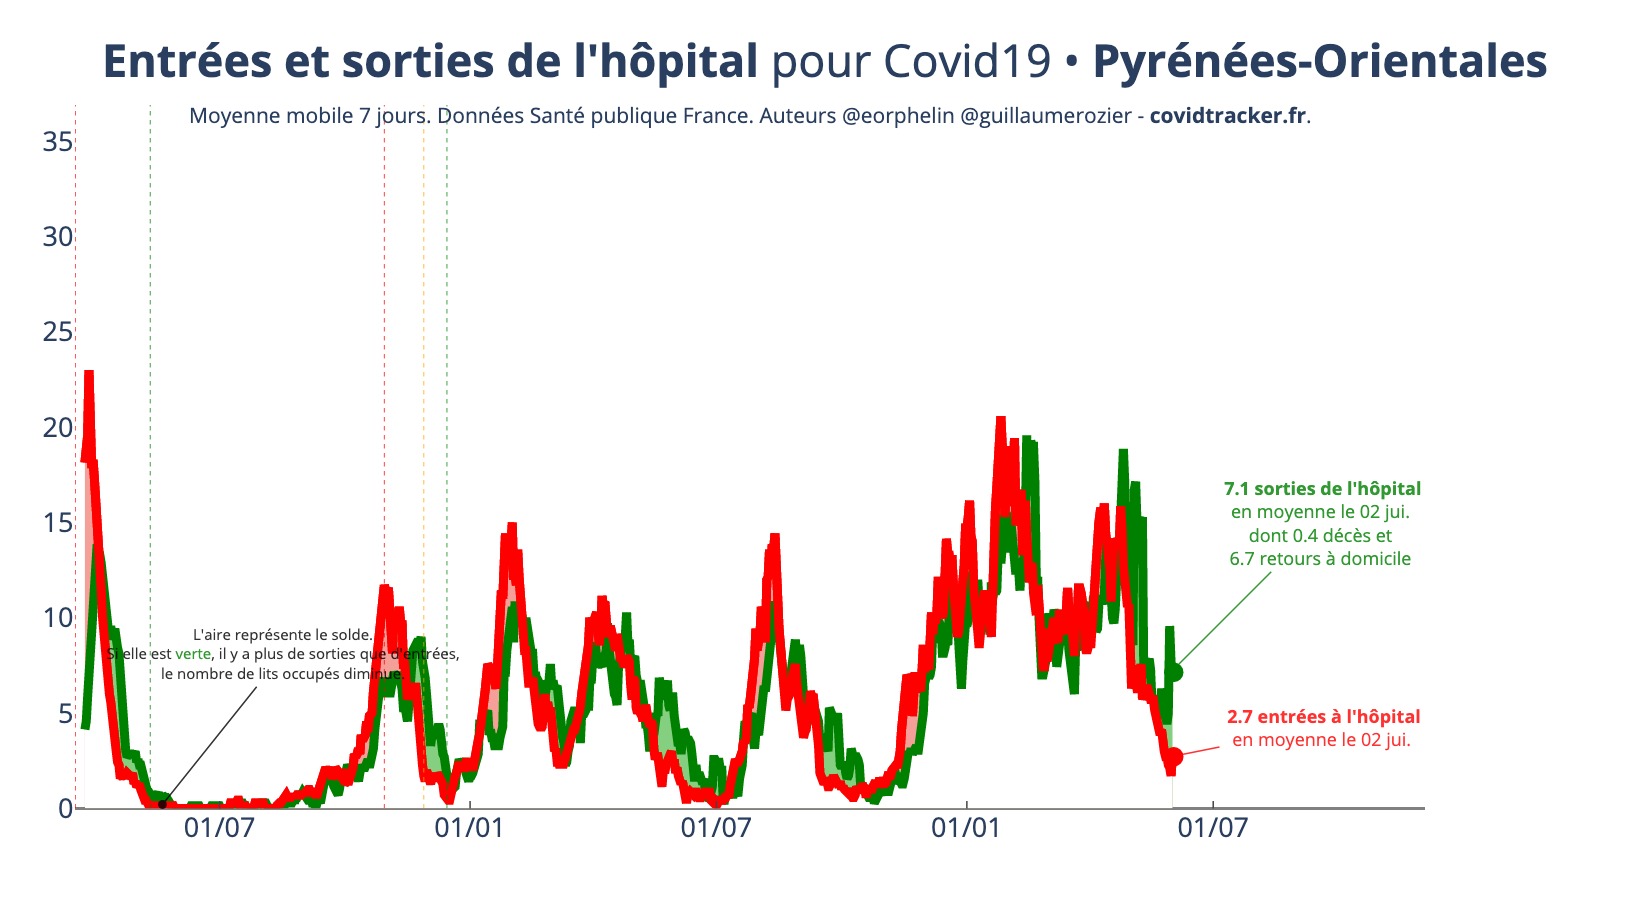 Entrées et sorties de l'hôpital pour Covid19 • Pyrénées-Orientales
Moyenne mobile 7 jours. Données Santé publique France. Auteurs @eorphelin @guillaumerozier - covidtracker.fr.
35
30
25
20
15
10
5
0
L'aire représente le solde.
Si elle est verte, il y a plus de sorties que d'entrées,
le nombre de lits occupés diminue.
7.1 sorties de l'hôpital
en moyenne le 02 jui.
dont 0.4 décès et
6.7 retours à domicile
2.7 entrées à l'hôpital
en moyenne le 02 jui.
01/07 01/01 01/07 01/01 01/07